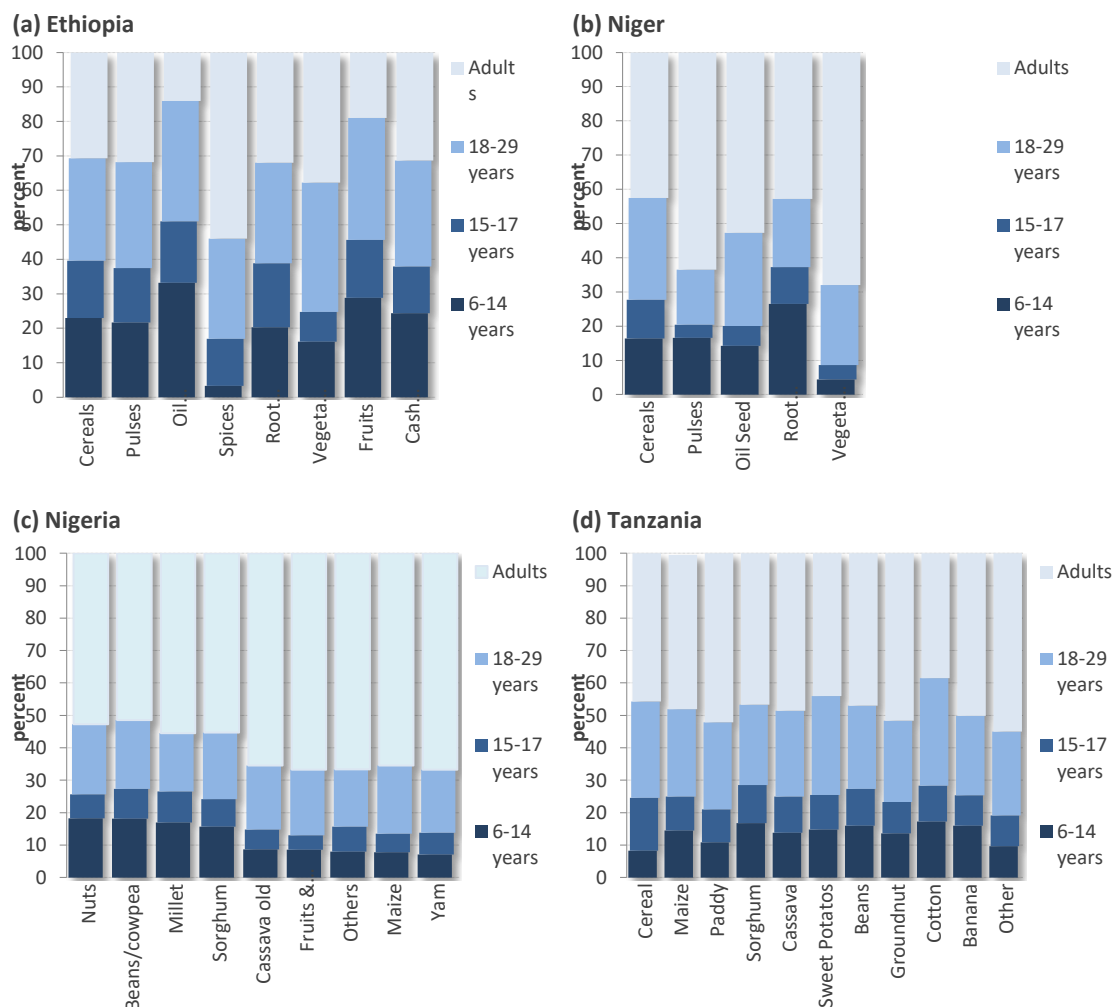 (a) Ethiopia
percent
100
90
80
70
60
50
40
30
20
10
0
Cereals
Pulses
Oil.
Spices
Root.
Vegeta.
Fruits
Cash.
Adult
s
18-29
years
15-17
years
6-14
years
(b) Niger
percent
100
90
80
70
60
50
40
30
20
10
0
Cereals
Pulses
Oil Seed
Root.
Vegeta.
Adults
18-29
years
15-17
years
6-14
years
(c) Nigeria
percent
100
90
80
70
60
50
40
30
20
10
0
Nuts
Beans/cowpea
Millet
Sorghum
Cassava old
Fruits &.
Others
Maize
Yam
Adults
18-29
years
15-17
years
6-14
years
(d) Tanzania
percent
100
90
80
70
60
50
40
30
20
10
0
Cereal
Maize
Paddy
Sorghum
Cassava
Sweet Potatos
Beans
Groundnut
Cotton
Banana
Other
Adults
18-29
years
15-17
years
6-14
years